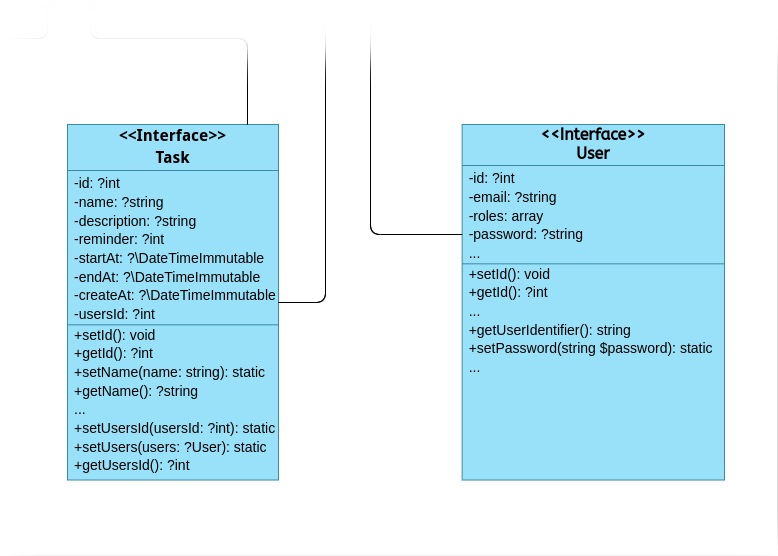 <<Interface>>
Task
-id: ?int
-name: ?string
-description: ?string
-reminder: ?int
-startAt: ?\DateTimeImmutable
-endAt: ?\DateTimeImmutable
-createAt: ?\DateTimeImmutable
-usersId: ?int
+setId(): void
+getId(): ?int
+setName(name: string): static
+getName(): ?string
...
+setUsersId(usersId: ?int): static
+setUsers(users: ?User): static
+getUsersId(): ?int
<<Interface>>
User
-id: ?int
-email: ?string
-roles: array
-password: ?string
...
+setId(): void
+getId(): ?int
...
+getUserIdentifier(): string
+setPassword(string $password): static
...